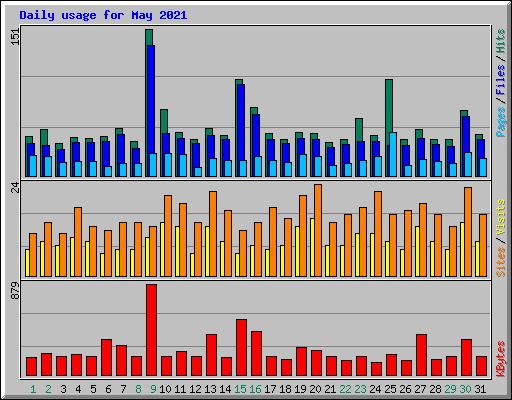 Daily usage for May 2021
151
Pages / Files / Hits
24
Sites / Visits
879
KBytes
1 2 3 4 5 6 7 8 9 10 11 12 13 14 15 16 17 18 19 20 21 22 23 24 25 26 27 28 29 30 31